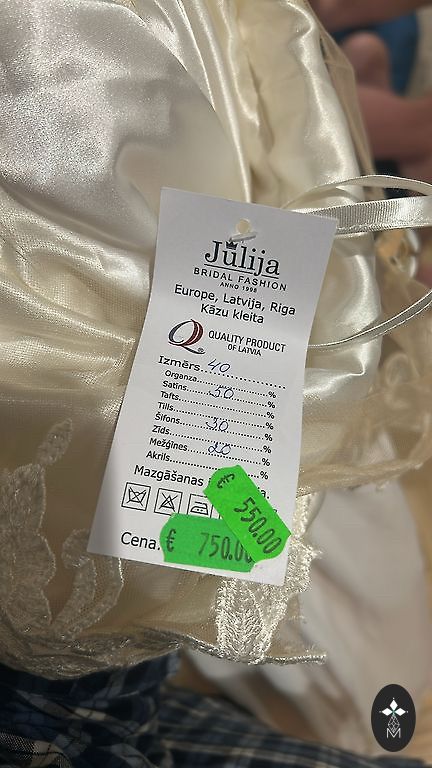 Jūlija
BRIDAL FASHION
ANNO 1998
Europe, Latvija, Riga
Kāzu kleita
Q QUALITY PRODUCT
OF LATVIA
Izmērs..40..............
Organza....................%
Satins.......50...........%
Tafts........................%
Tills.........................%
Šifons.......30...........%
Zīds.........................%
Mežģīnes...20..........%
Akrils.......................%
Mazgāšanas
€ 550.00
Cena. € 750.00
M